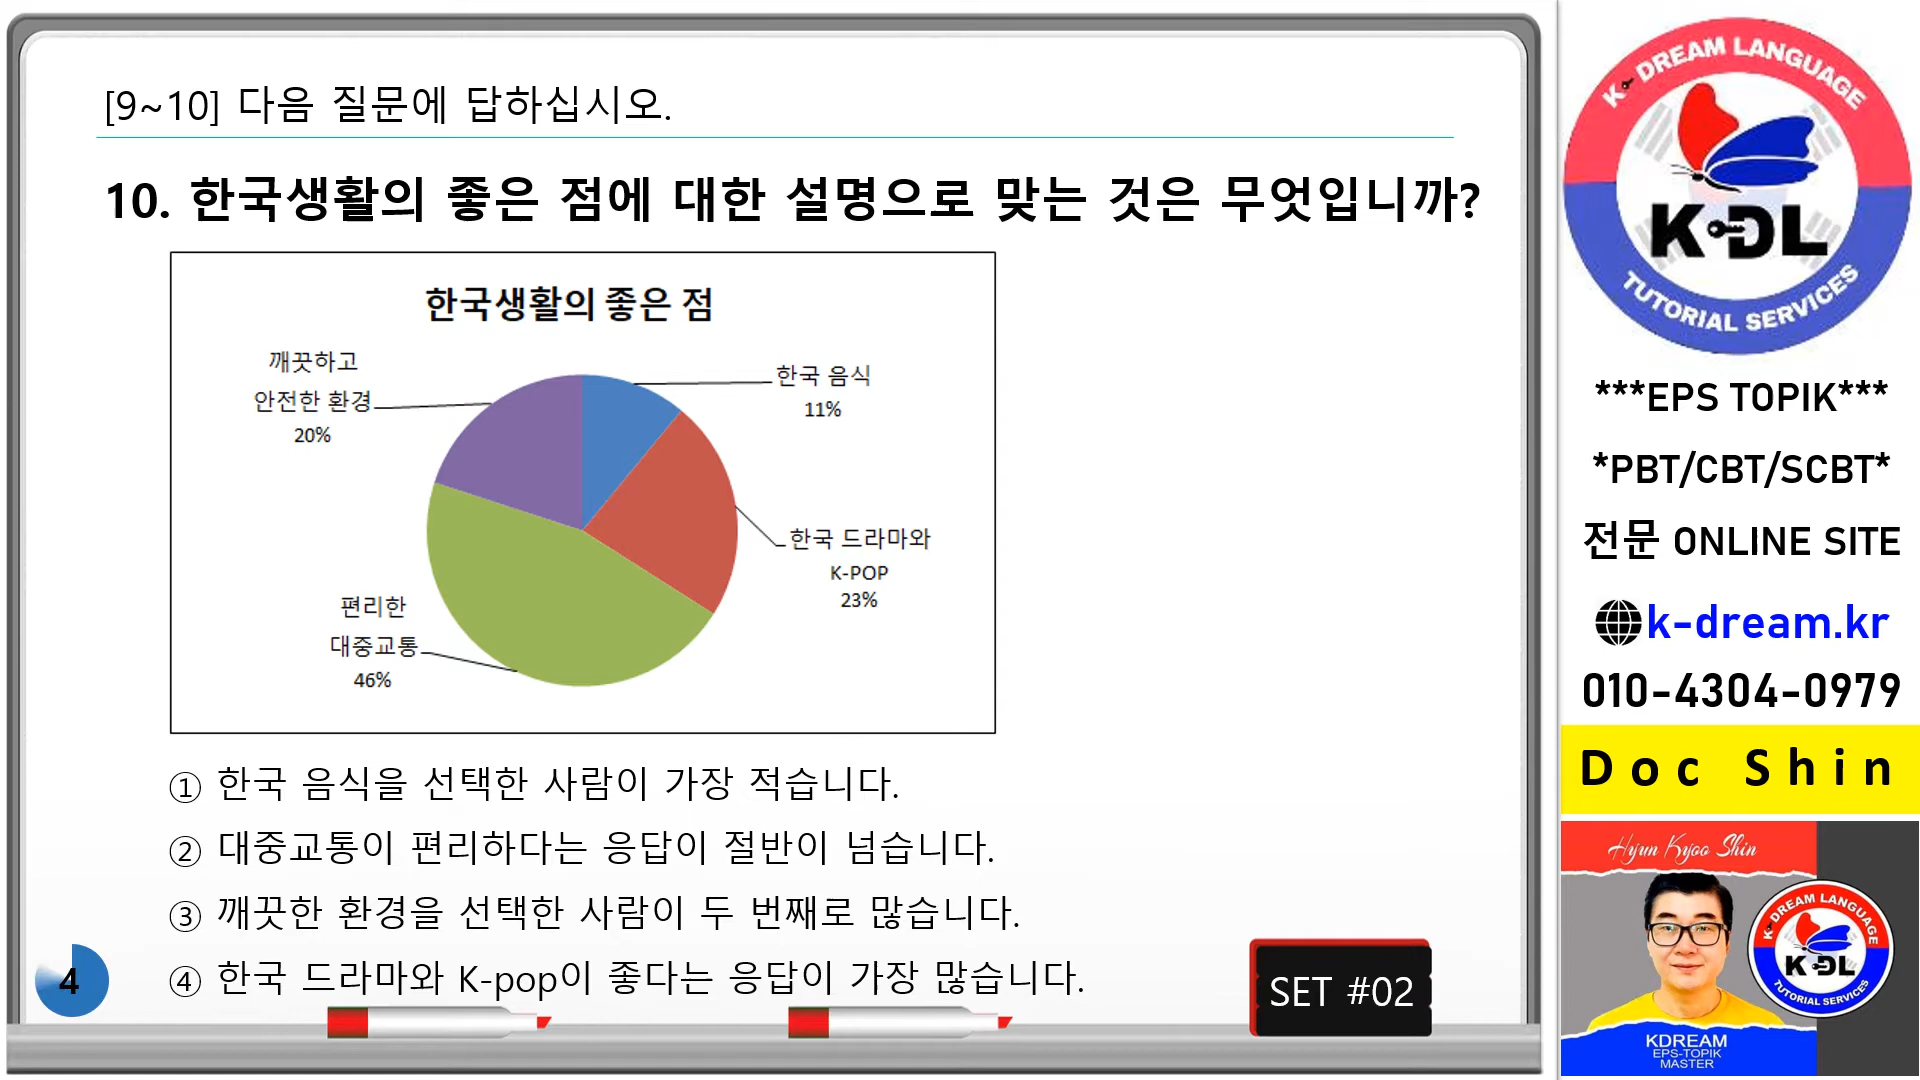 [9~10] 다음 질문에 답하십시오.
10. 한국생활의 좋은 점에 대한 설명으로 맞는 것은 무엇입니까?
한국생활의 좋은 점
깨끗하고
안전한 환경
20%
한국 음식
11%
한국 드라마와
K-POP
23%
편리한
대중교통
46%
① 한국 음식을 선택한 사람이 가장 적습니다.
② 대중교통이 편리하다는 응답이 절반이 넘습니다.
③ 깨끗한 환경을 선택한 사람이 두 번째로 많습니다.
④ 한국 드라마와 K-pop이 좋다는 응답이 가장 많습니다.
4
SET #02
K DREAM LANGUAGE
K DL
TUTORIAL SERVICES
***EPS TOPIK***
*PBT/CBT/SCBT*
전문 ONLINE SITE
k-dream.kr
010-4304-0979
Doc Shin
Hyun Kyoo Shin
K DREAM LANGUAGE
K DL
TUTORIAL SERVICES
KDREAM
EPS-TOPIK
MASTER